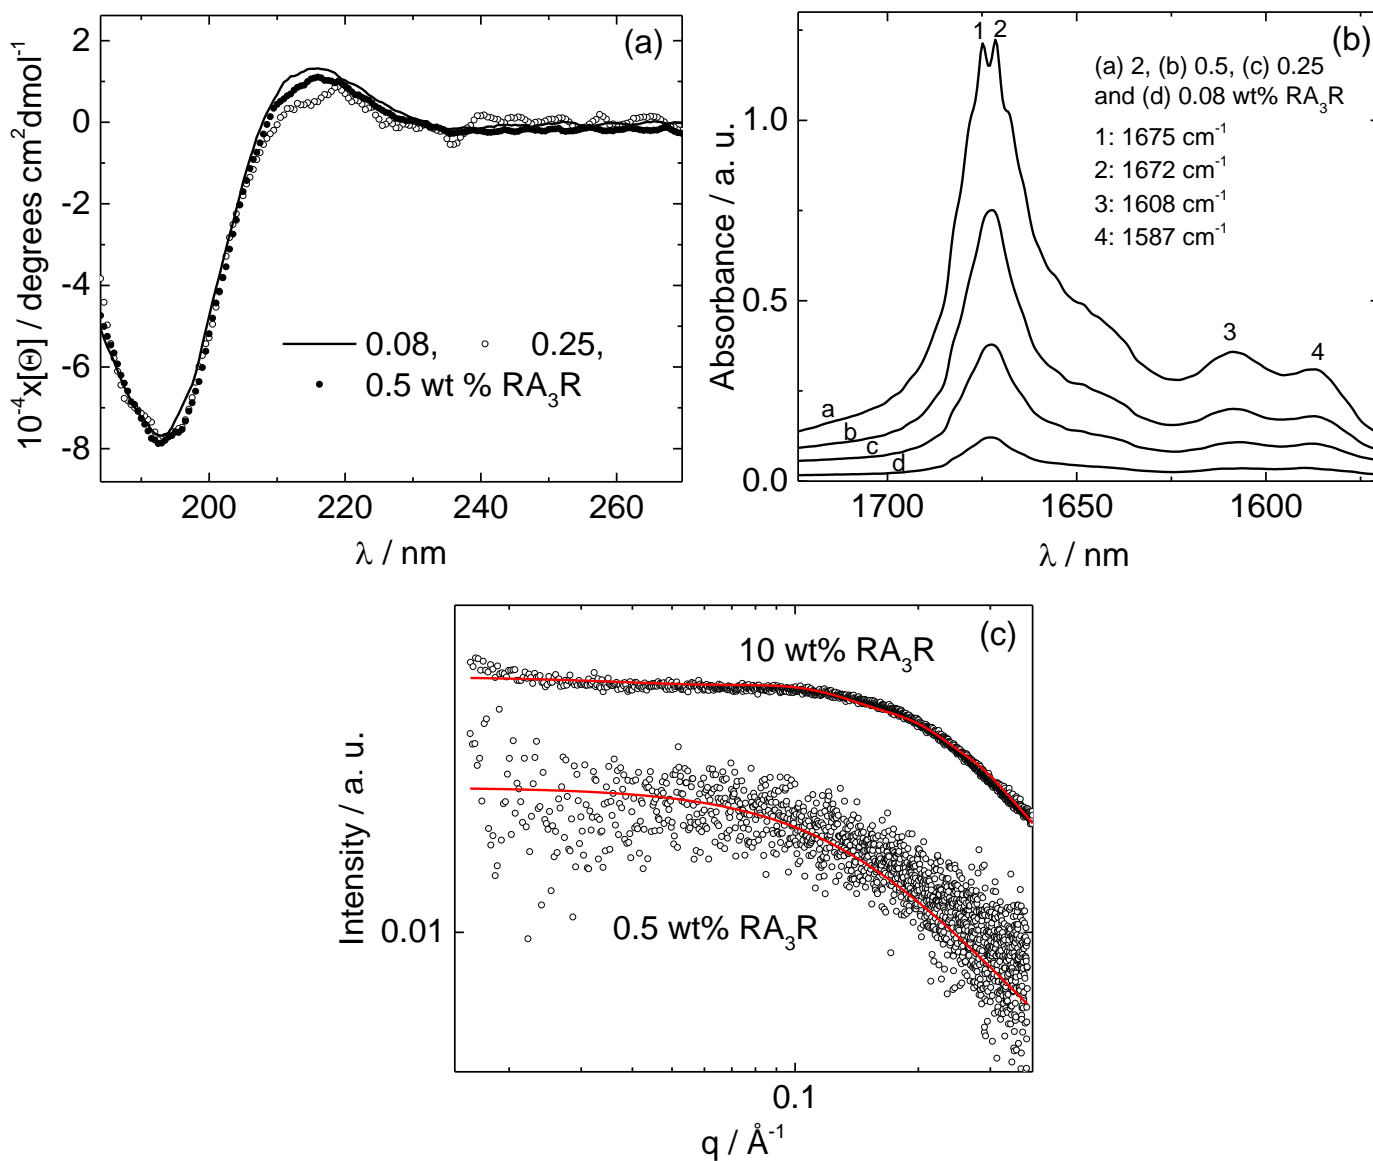 (a)
2
0
-2
-4
-6
-8
10⁻⁴x[Θ] / degrees cm²dmol⁻¹
0.08, 0.25,
0.5 wt % RA₃R
200 220 240 260
λ / nm
(b)
1 2
(a) 2, (b) 0.5, (c) 0.25
and (d) 0.08 wt% RA₃R
1: 1675 cm⁻¹
2: 1672 cm⁻¹
3: 1608 cm⁻¹
4: 1587 cm⁻¹
1.0
0.5
0.0
Absorbance / a. u.
3
4
a
b
c
d
1700 1650 1600
λ / nm
(c)
10 wt% RA₃R
0.5 wt% RA₃R
0.01
Intensity / a. u.
0.1
q / Å⁻¹